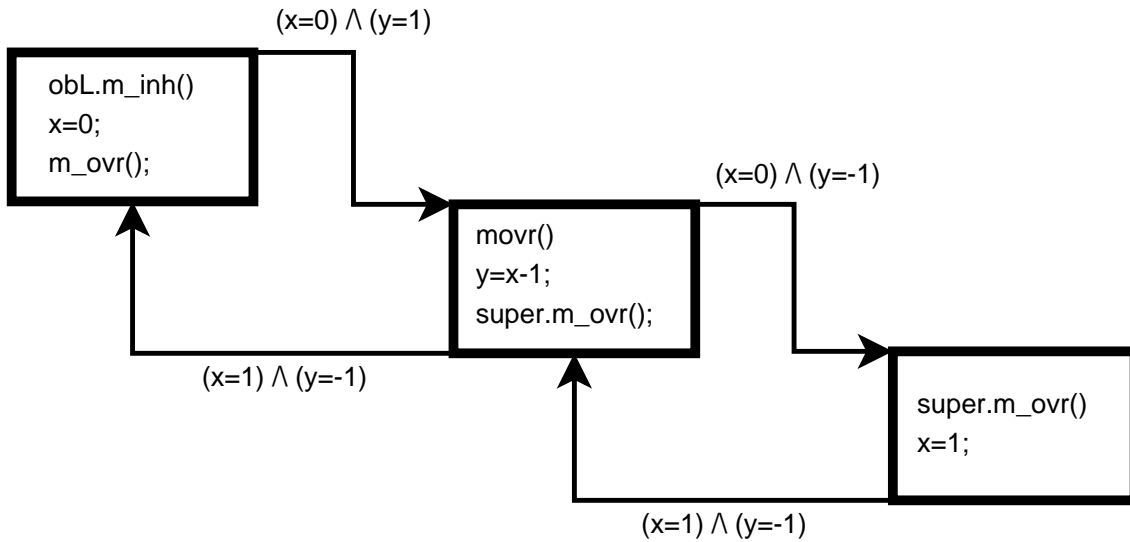 (x=0) /\ (y=1)
obL.m_inh()
x=0;
m_ovr();
(x=0) /\ (y=-1)
movr()
y=x-1;
super.m_ovr();
(x=1) /\ (y=-1)
super.m_ovr()
x=1;
(x=1) /\ (y=-1)